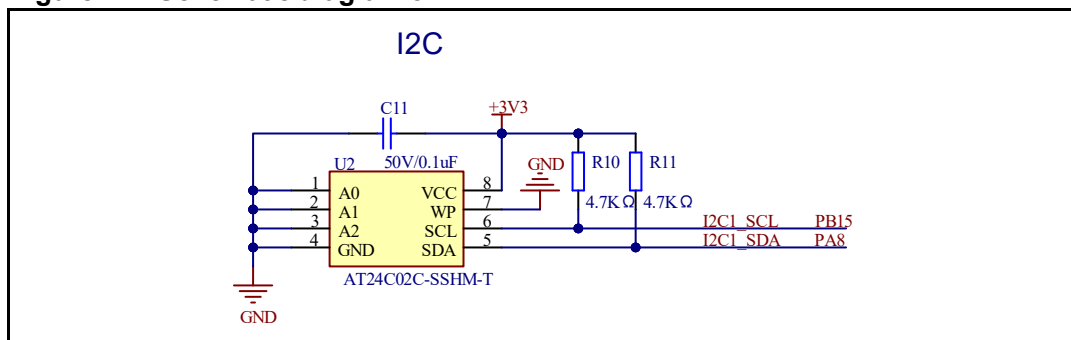 I2C
C11
+3V3
U2
50V/0.1uF
GND
R10
R11
1
A0
VCC
8
2
A1
WP
7
4.7KΩ
4.7KΩ
3
A2
SCL
6
I2C1_SCL
PB15
4
GND
SDA
5
I2C1_SDA
PA8
AT24C02C-SSHM-T
GND